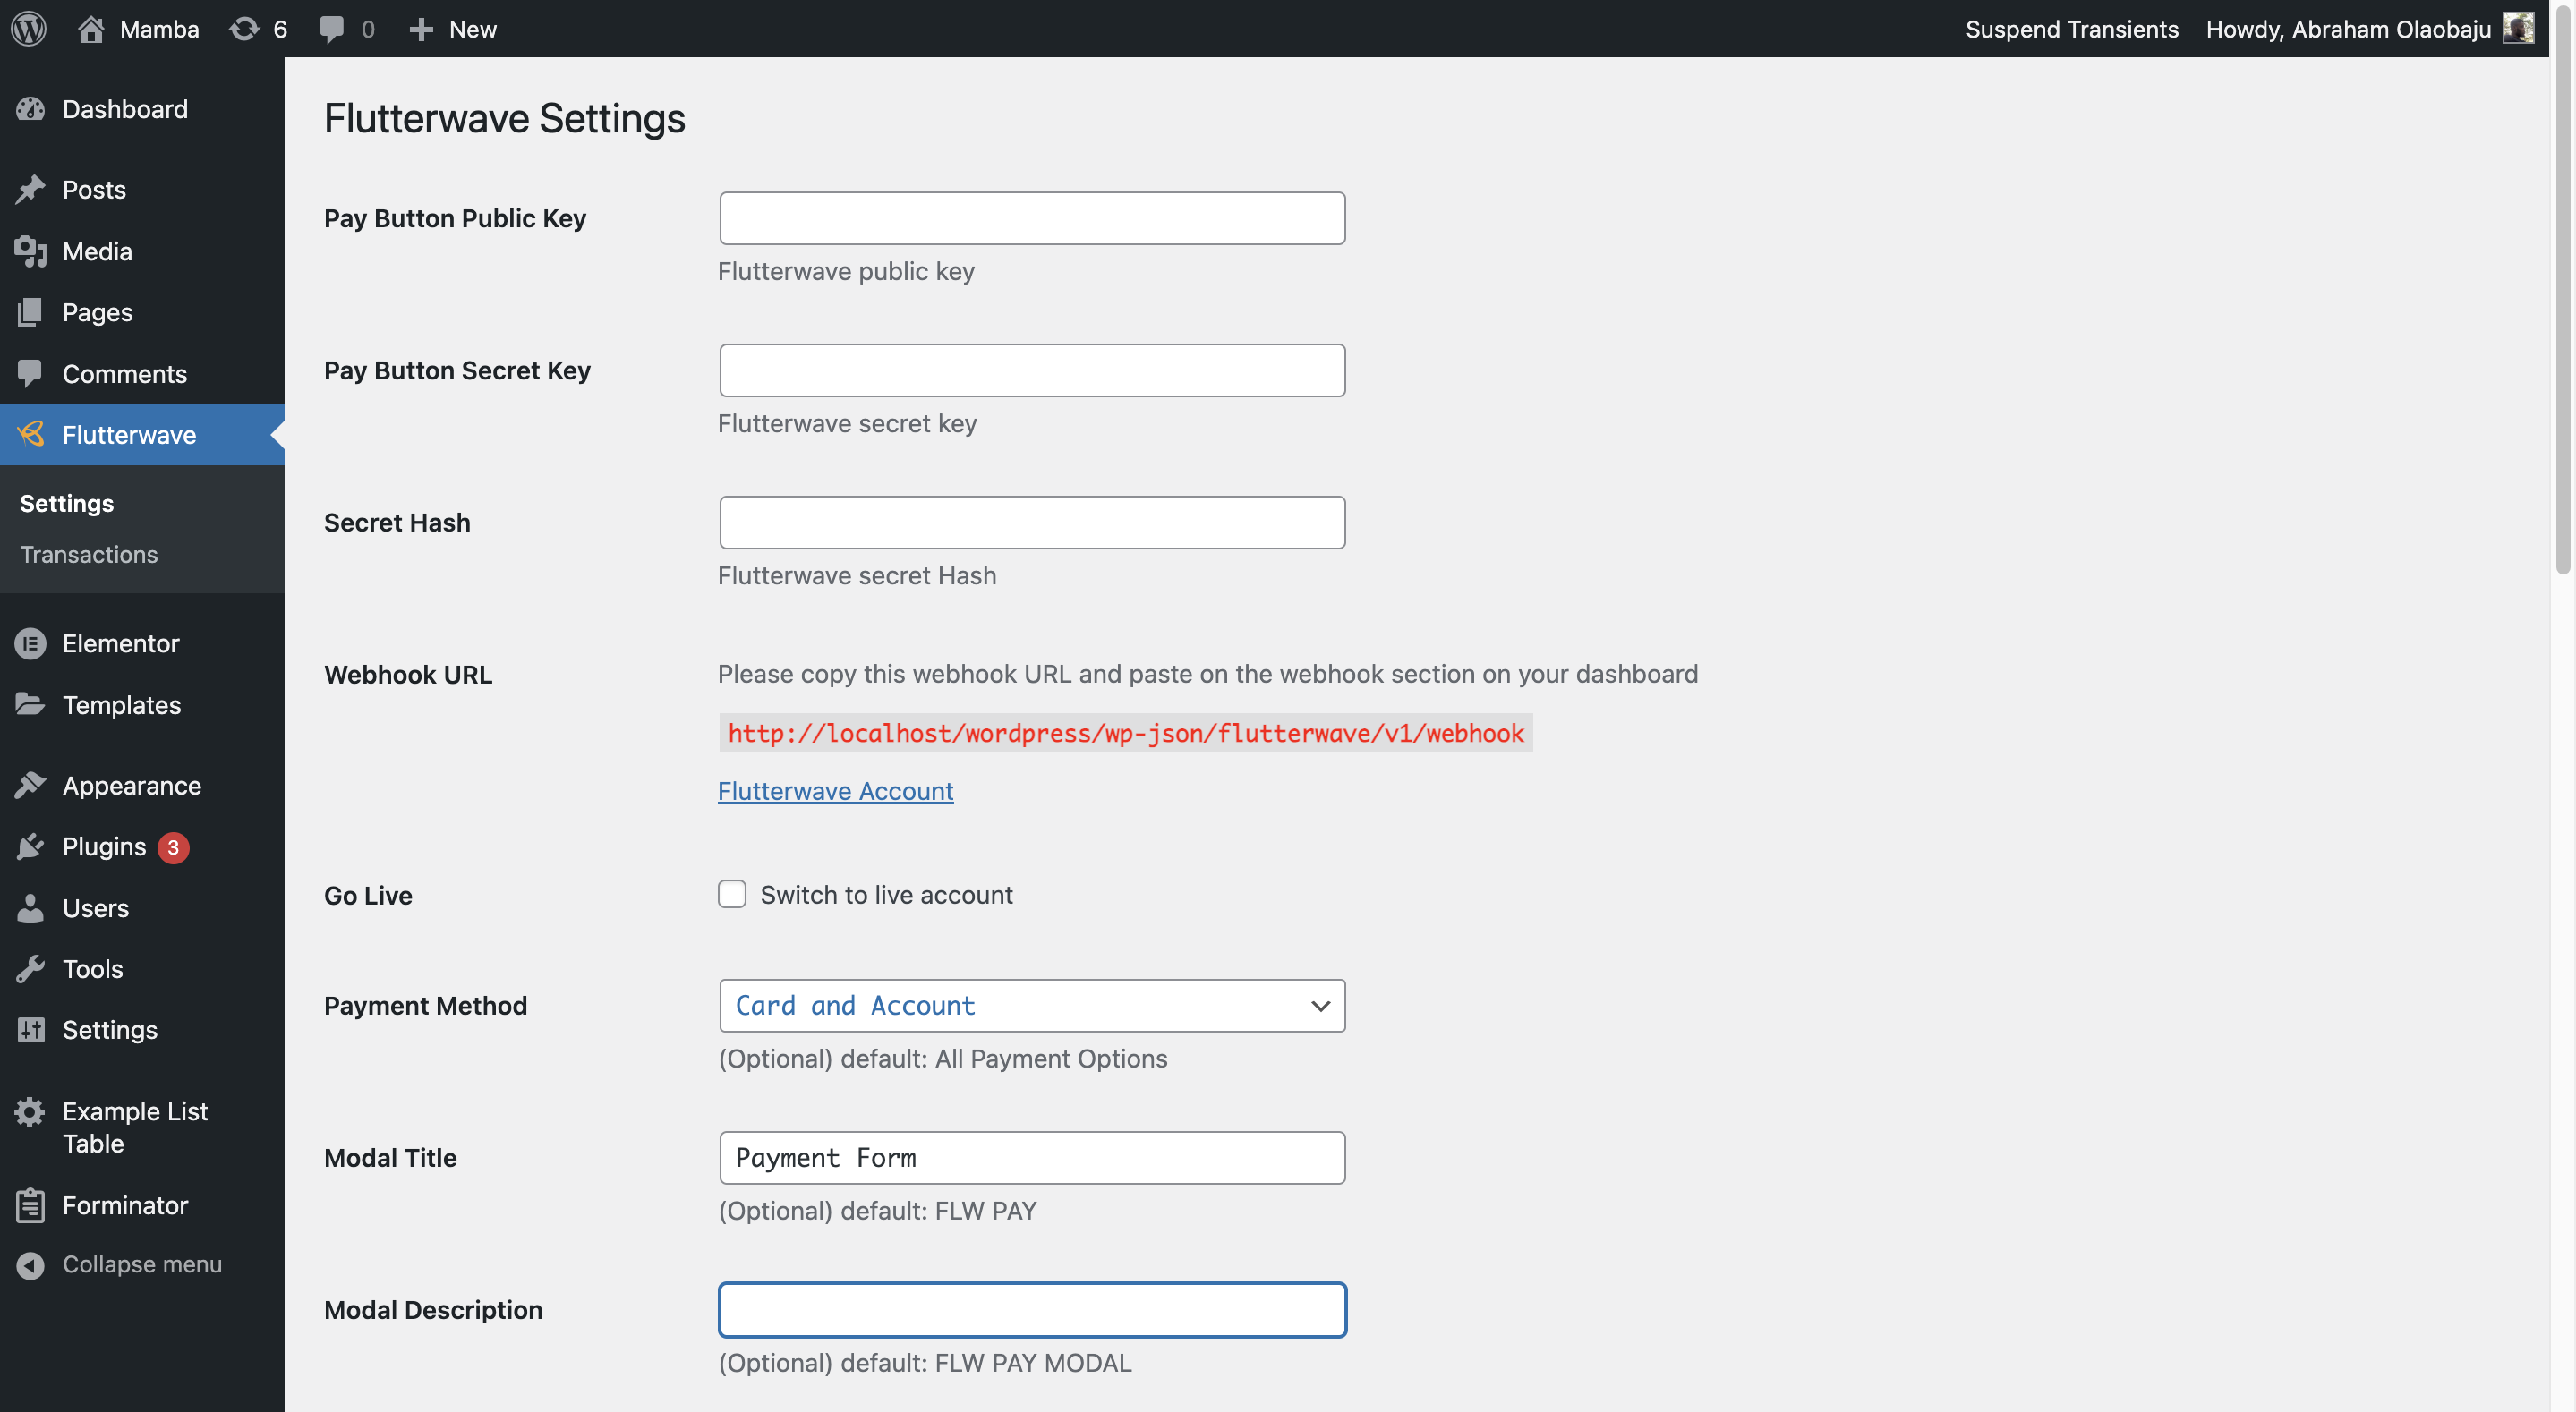 Mamba
6
0
New
Suspend Transients
Howdy, Abraham Olaobaju
Dashboard
Posts
Media
Pages
Comments
Flutterwave
Settings
Transactions
Elementor
Templates
Appearance
Plugins 3
Users
Tools
Settings
Example List
Table
Forminator
Collapse menu
Flutterwave Settings
Pay Button Public Key
Flutterwave public key
Pay Button Secret Key
Flutterwave secret key
Secret Hash
Flutterwave secret Hash
Webhook URL
Please copy this webhook URL and paste on the webhook section on your dashboard
http://localhost/wordpress/wp-json/flutterwave/v1/webhook
Flutterwave Account
Go Live
Switch to live account
Payment Method
Card and Account
(Optional) default: All Payment Options
Modal Title
Payment Form
(Optional) default: FLW PAY
Modal Description
(Optional) default: FLW PAY MODAL